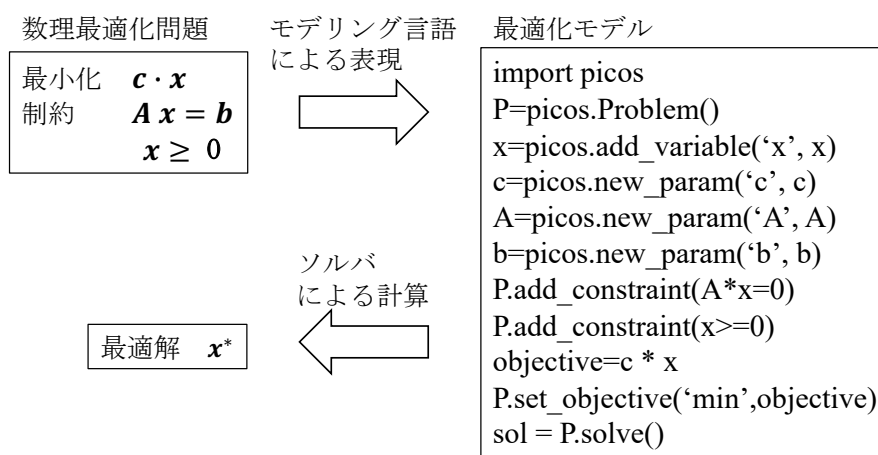 数理最適化問題
最小化 c · x
制約 A x = b
x ≥ 0
モデリング言語
による表現
最適化モデル
import picos
P=picos.Problem()
x=picos.add_variable(‘x’, x)
c=picos.new_param(‘c’, c)
A=picos.new_param(‘A’, A)
b=picos.new_param(‘b’, b)
P.add_constraint(A*x=0)
P.add_constraint(x>=0)
objective=c * x
P.set_objective(‘min’,objective)
sol = P.solve()
ソルバ
による計算
最適解 x*